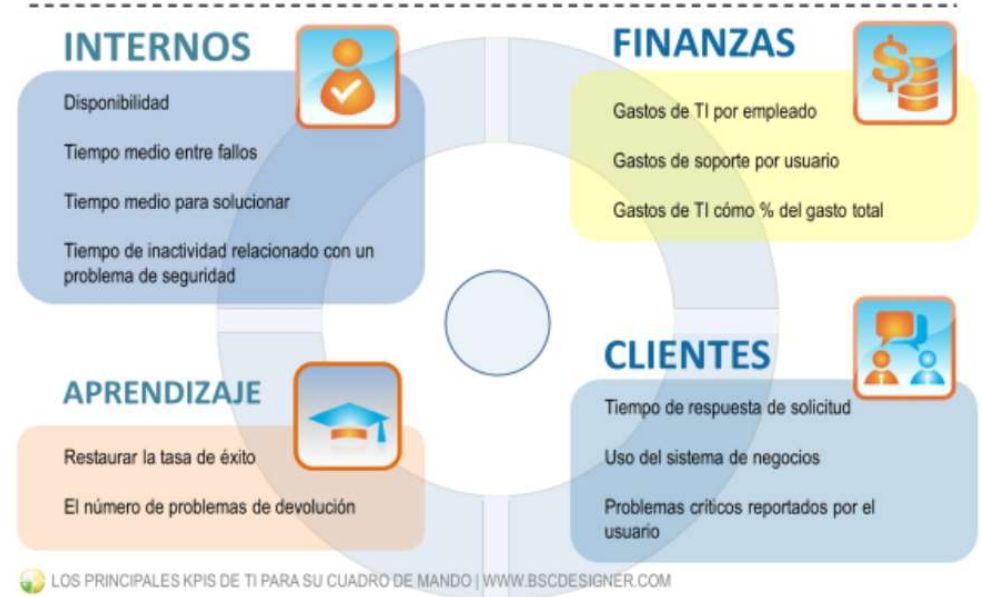 INTERNOS
Disponibilidad
Tiempo medio entre fallos
Tiempo medio para solucionar
Tiempo de inactividad relacionado con un
problema de seguridad
FINANZAS
Gastos de TI por empleado
Gastos de soporte por usuario
Gastos de TI cómo % del gasto total
APRENDIZAJE
Restaurar la tasa de éxito
El número de problemas de devolución
CLIENTES
Tiempo de respuesta de solicitud
Uso del sistema de negocios
Problemas críticos reportados por el
usuario
LOS PRINCIPALES KPIS DE TI PARA SU CUADRO DE MANDO | WWW.BSCDESIGNER.COM